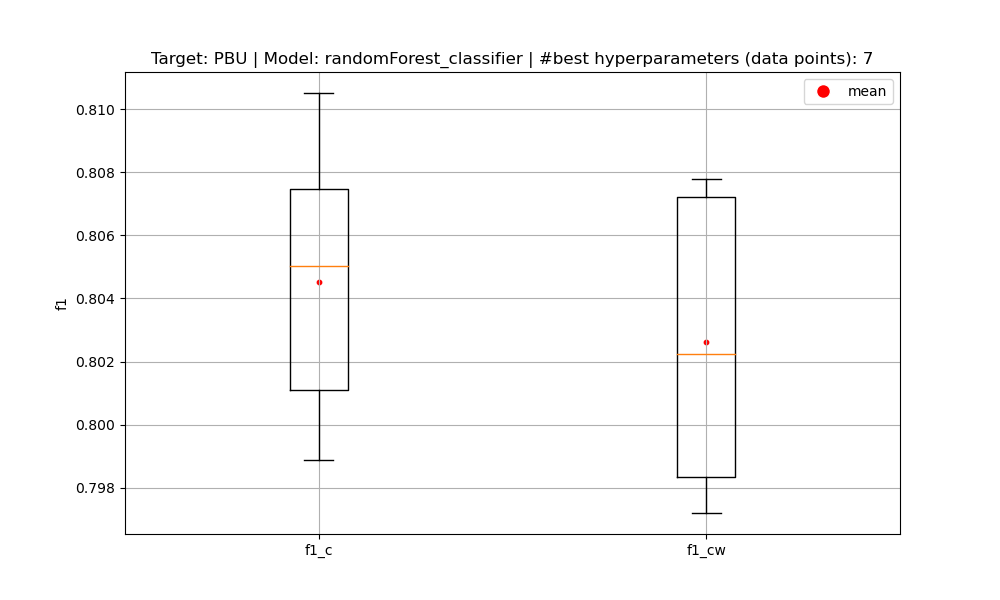 Target: PBU | Model: randomForest_classifier | #best hyperparameters (data points): 7
mean
0.810
0.808
0.806
0.804
0.802
0.800
0.798
f1
f1_c
f1_cw